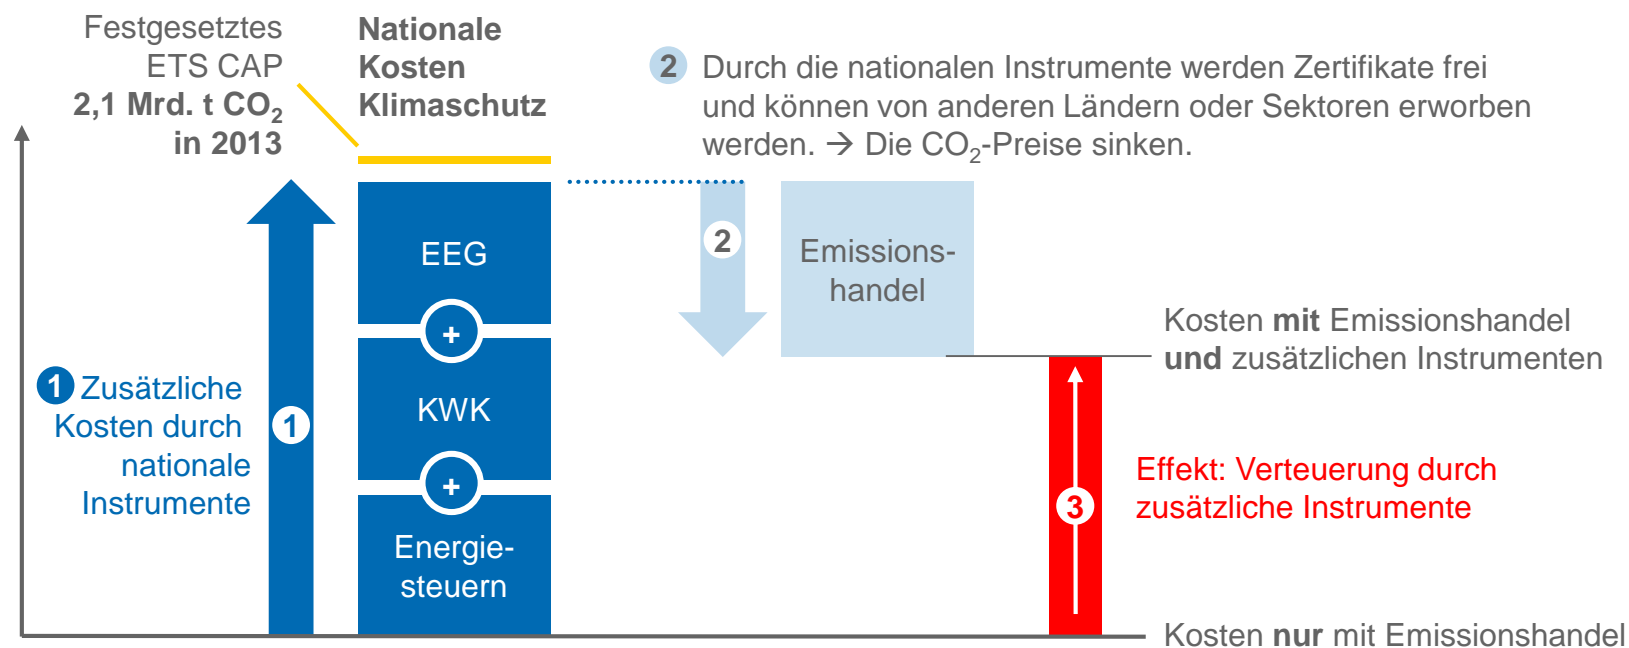 Festgesetztes
ETS CAP
2,1 Mrd. t CO₂
in 2013
Nationale
Kosten
Klimaschutz
2 Durch die nationalen Instrumente werden Zertifikate frei
und können von anderen Ländern oder Sektoren erworben
werden. → Die CO₂-Preise sinken.
1 Zusätzliche
Kosten durch
nationale
Instrumente
1
EEG
+
KWK
+
Energie-
steuern
2
Emissions-
handel
Kosten mit Emissionshandel
und zusätzlichen Instrumenten
3
Effekt: Verteuerung durch
zusätzliche Instrumente
Kosten nur mit Emissionshandel